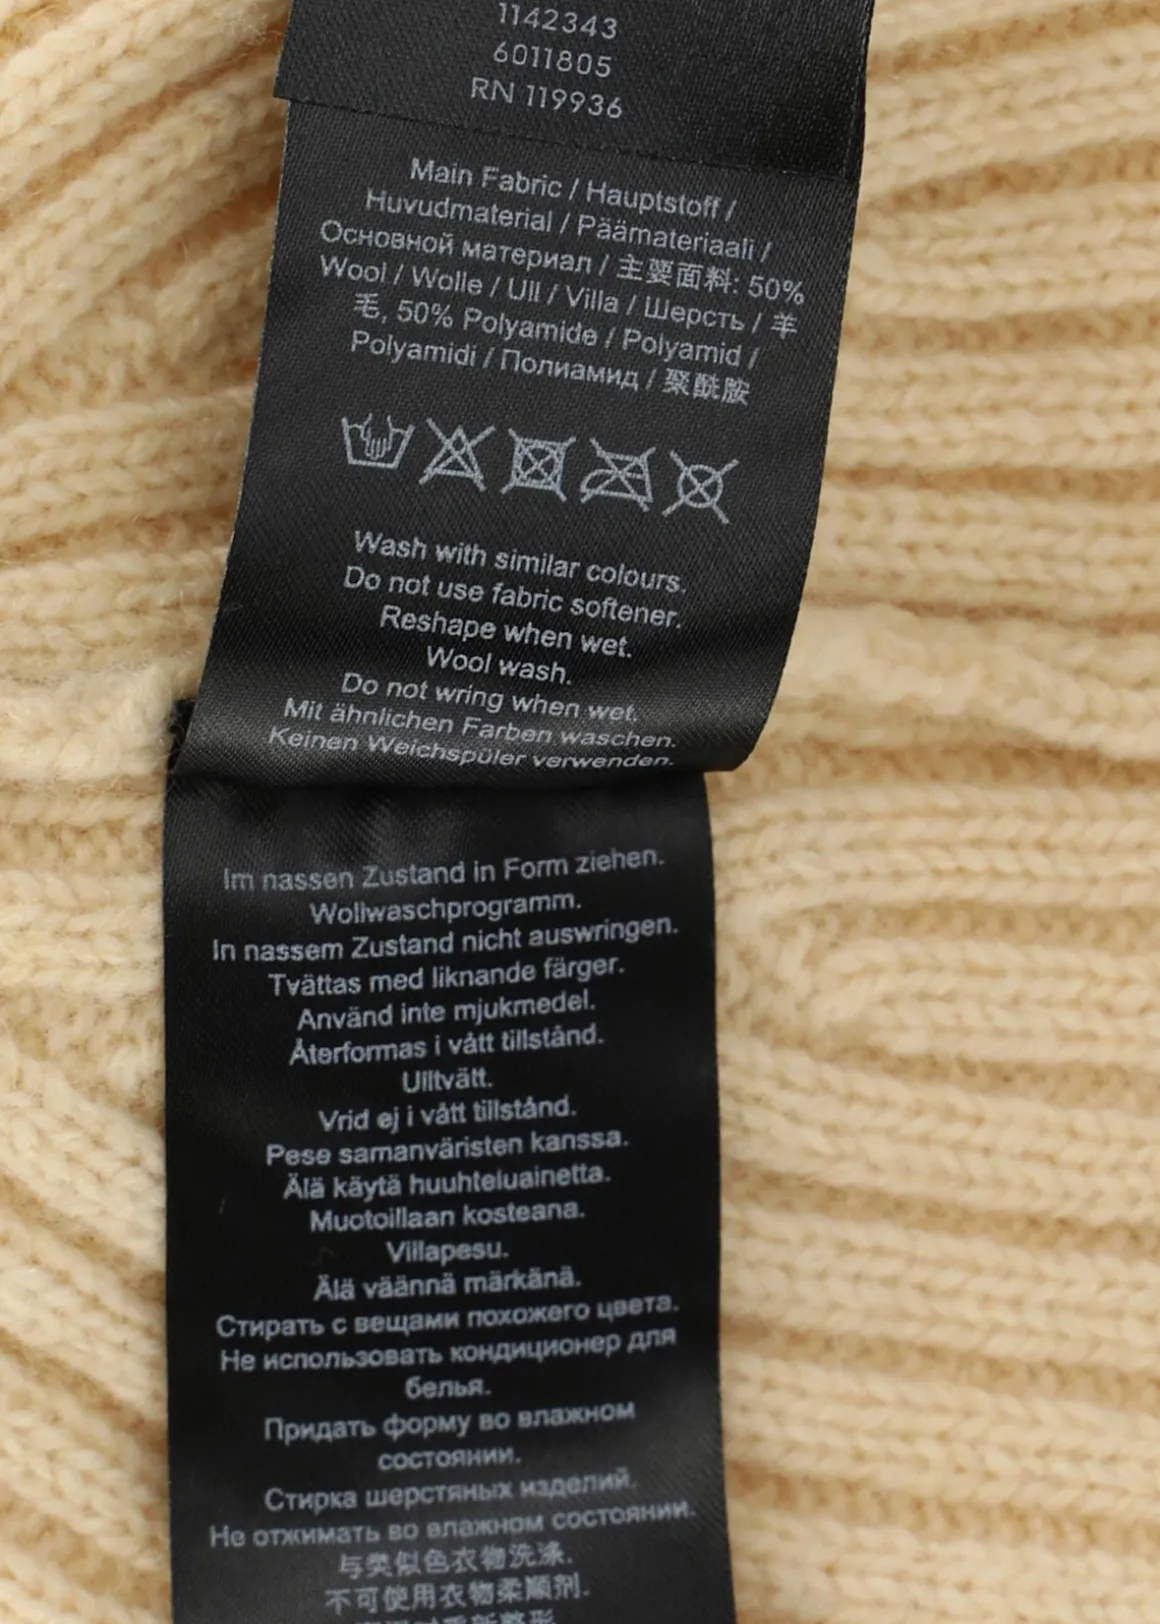 1142343
6011805
RN 119936
Main Fabric / Hauptstoff /
Huvudmaterial / Päämateriaali /
Основной материал / 主要面料: 50%
Wool / Wolle / Ull / Villa / Шерсть / 羊
毛, 50% Polyamide / Polyamid /
Polyamidi / Полиамид / 聚酰胺
Wash with similar colours.
Do not use fabric softener.
Reshape when wet.
Wool wash.
Do not wring when wet.
Mit ähnlichen Farben waschen.
Keinen Weichspüler verwenden.
Im nassen Zustand in Form ziehen.
Wollwaschprogramm.
In nassem Zustand nicht auswringen.
Tvättas med liknande färger.
Använd inte mjukmedel.
Återformas i vått tillstånd.
Ulltvätt.
Vrid ej i vått tillstånd.
Pese samanväristen kanssa.
Älä käytä huuhteluainetta.
Muotoillaan kosteana.
Villapesu.
Älä väännä märkänä.
Стирать с вещами похожего цвета.
Не использовать кондиционер для
белья.
Придать форму во влажном
состоянии.
Стирка шерстяных изделий.
Не отжимать во влажном состоянии.
与类似色衣物洗涤.
不可使用衣物柔顺剂.